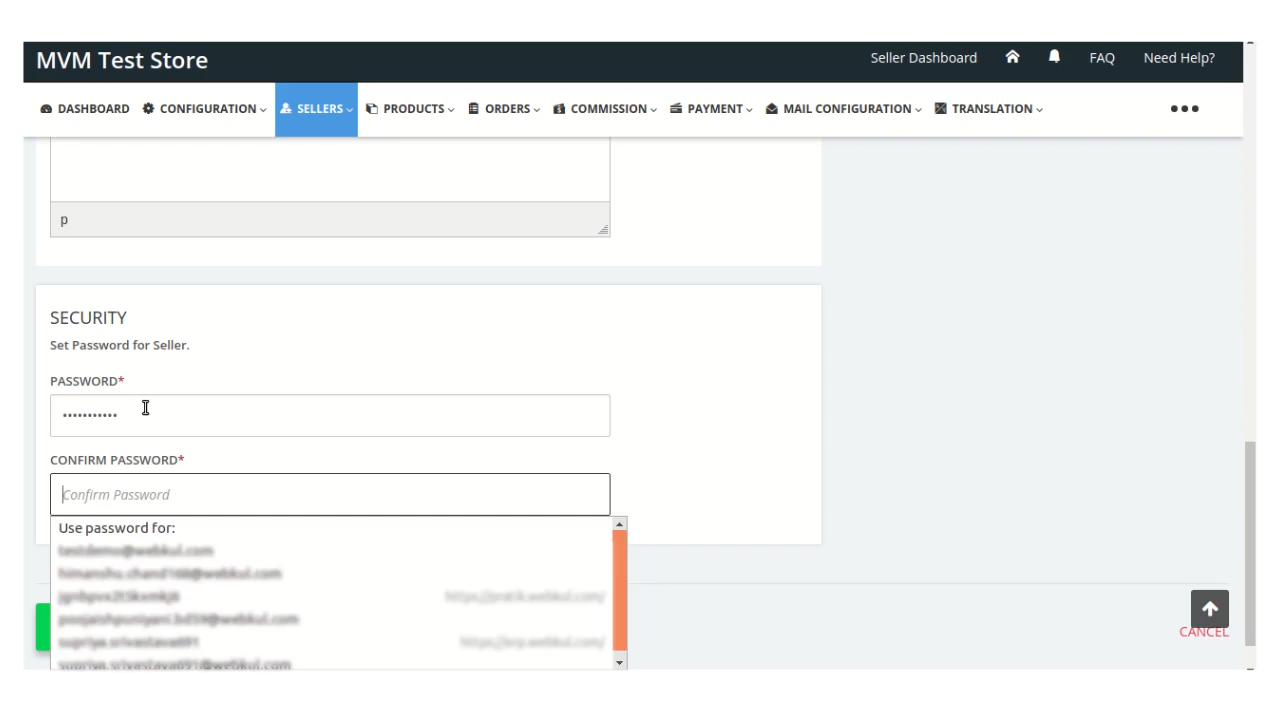 MVM Test Store
Seller Dashboard FAQ Need Help?
DASHBOARD CONFIGURATION SELLERS PRODUCTS ORDERS COMMISSION PAYMENT MAIL CONFIGURATION TRANSLATION
p
SECURITY
Set Password for Seller.
PASSWORD*
•••••••••••
CONFIRM PASSWORD*
Confirm Password
Use password for:
CANCEL